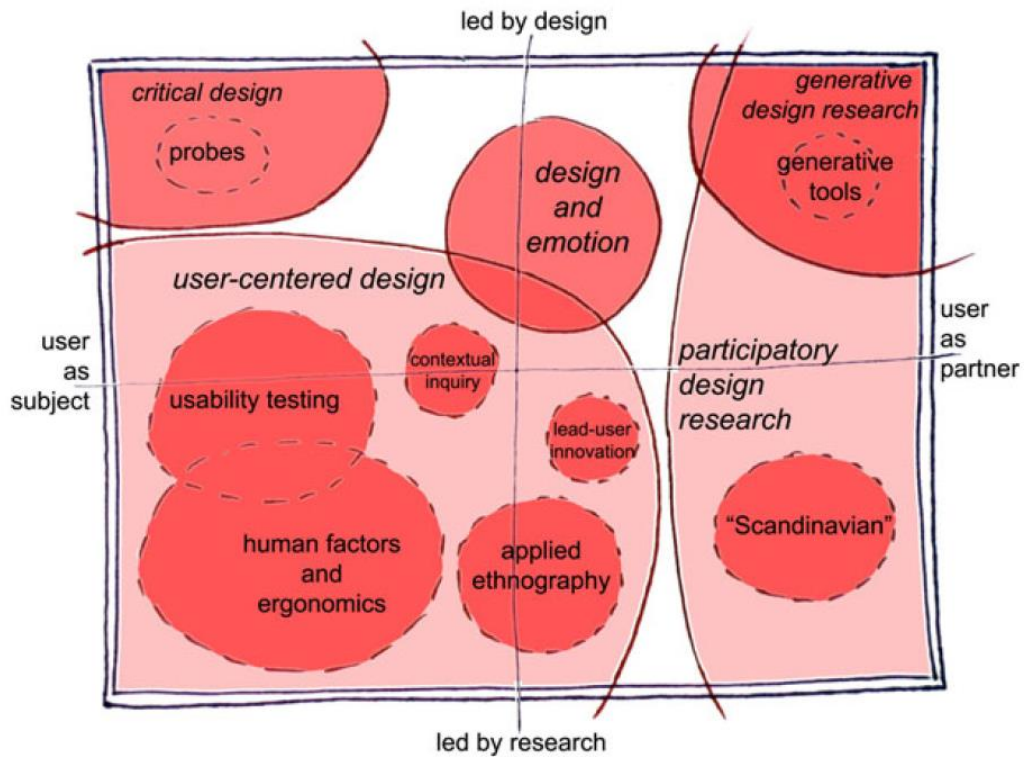 led by design
critical design
probes
generative
design research
generative
tools
design
and
emotion
user-centered design
user
as
subject
user
as
partner
contextual
inquiry
participatory
design
research
usability testing
lead-user
innovation
"Scandinavian"
human factors
and
ergonomics
applied
ethnography
led by research